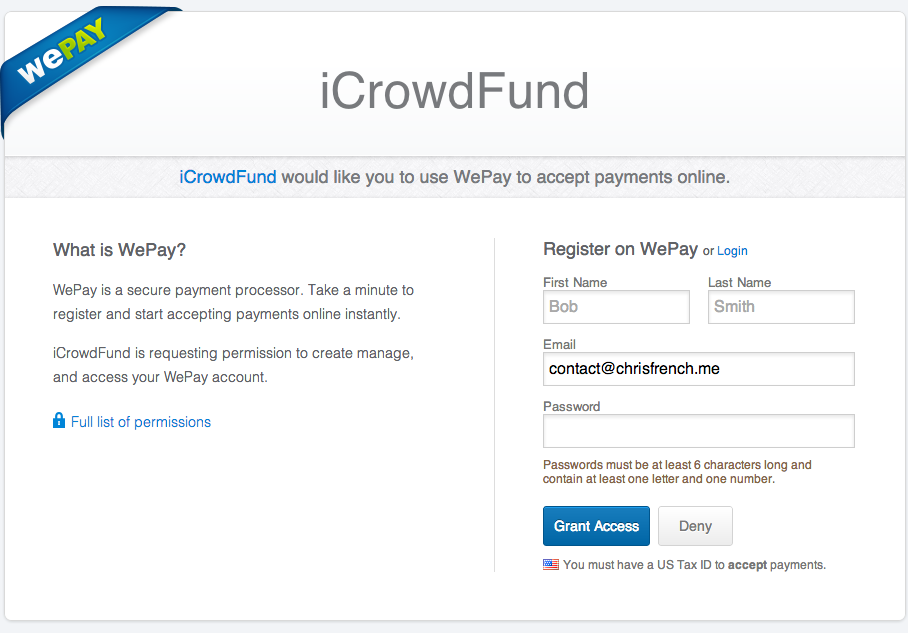 wePAY
iCrowdFund
iCrowdFund would like you to use WePay to accept payments online.
What is WePay?
WePay is a secure payment processor. Take a minute to
register and start accepting payments online instantly.
iCrowdFund is requesting permission to create manage,
and access your WePay account.
Full list of permissions
Register on WePay or Login
First Name Last Name
Bob Smith
Email
contact@chrisfrench.me
Password
Passwords must be at least 6 characters long and
contain at least one letter and one number.
Grant Access Deny
You must have a US Tax ID to accept payments.